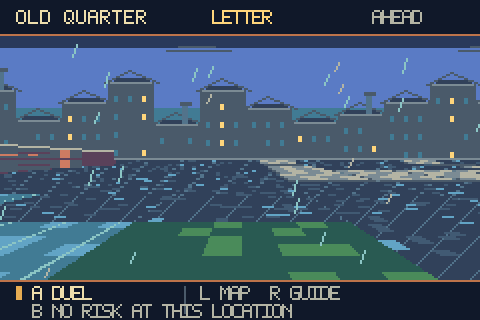 OLD QUARTER LETTER AHEAD
A DUEL L MAP R GUIDE
B NO RISK AT THIS LOCATION